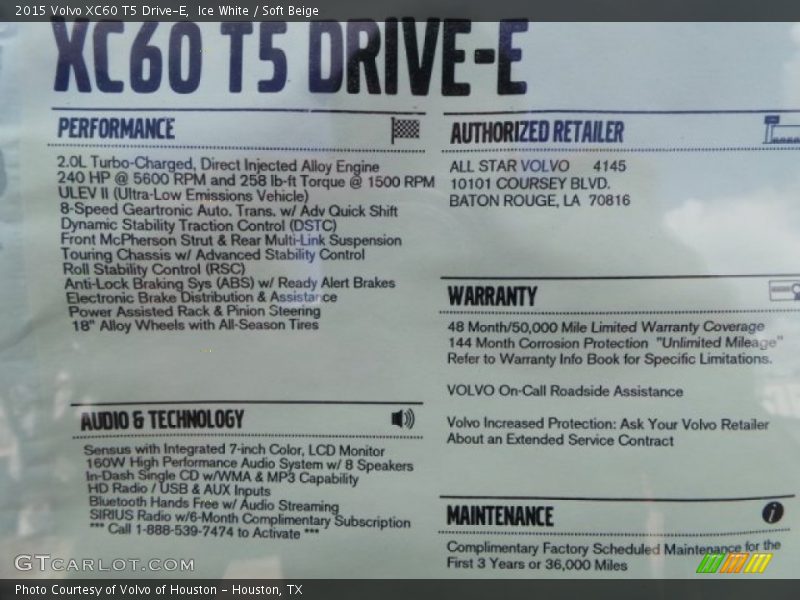 2015 Volvo XC60 T5 Drive-E,  Ice White / Soft Beige
XC60 T5 DRIVE-E
PERFORMANCE
2.0L Turbo-Charged, Direct Injected Alloy Engine
240 HP @ 5600 RPM and 258 lb-ft Torque @ 1500 RPM
ULEV II (Ultra-Low Emissions Vehicle)
8-Speed Geartronic Auto. Trans. w/ Adv Quick Shift
Dynamic Stability Traction Control (DSTC)
Front McPherson Strut & Rear Multi-Link Suspension
Touring Chassis w/ Advanced Stability Control
Roll Stability Control (RSC)
Anti-Lock Braking Sys (ABS) w/ Ready Alert Brakes
Electronic Brake Distribution & Assistance
Power Assisted Rack & Pinion Steering
18" Alloy Wheels with All-Season Tires
AUDIO & TECHNOLOGY
Sensus with Integrated 7-inch Color, LCD Monitor
160W High Performance Audio System w/ 8 Speakers
In-Dash Single CD w/WMA & MP3 Capability
HD Radio / USB & AUX Inputs
Bluetooth Hands Free w/ Audio Streaming
SIRIUS Radio w/6-Month Complimentary Subscription
*** Call 1-888-539-7474 to Activate ***
AUTHORIZED RETAILER
ALL STAR VOLVO 4145
10101 COURSEY BLVD.
BATON ROUGE, LA 70816
WARRANTY
48 Month/50,000 Mile Limited Warranty Coverage
144 Month Corrosion Protection "Unlimited Mileage"
Refer to Warranty Info Book for Specific Limitations.
VOLVO On-Call Roadside Assistance
Volvo Increased Protection: Ask Your Volvo Retailer
About an Extended Service Contract
MAINTENANCE
Complimentary Factory Scheduled Maintenance for the
First 3 Years or 36,000 Miles
GTCARLOT.COM
Photo Courtesy of Volvo of Houston - Houston, TX